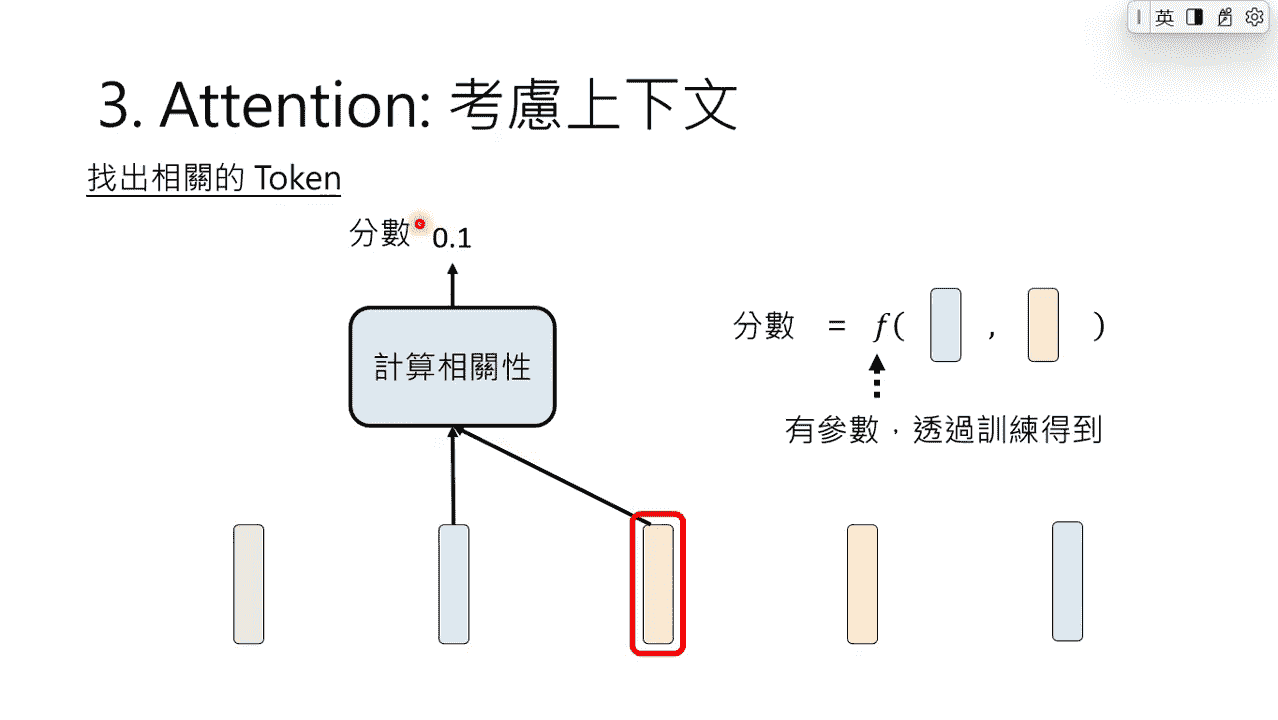 英
3. Attention: 考慮上下文
找出相關的 Token
分數 0.1
計算相關性
分數 = f( , )
有參數，透過訓練得到